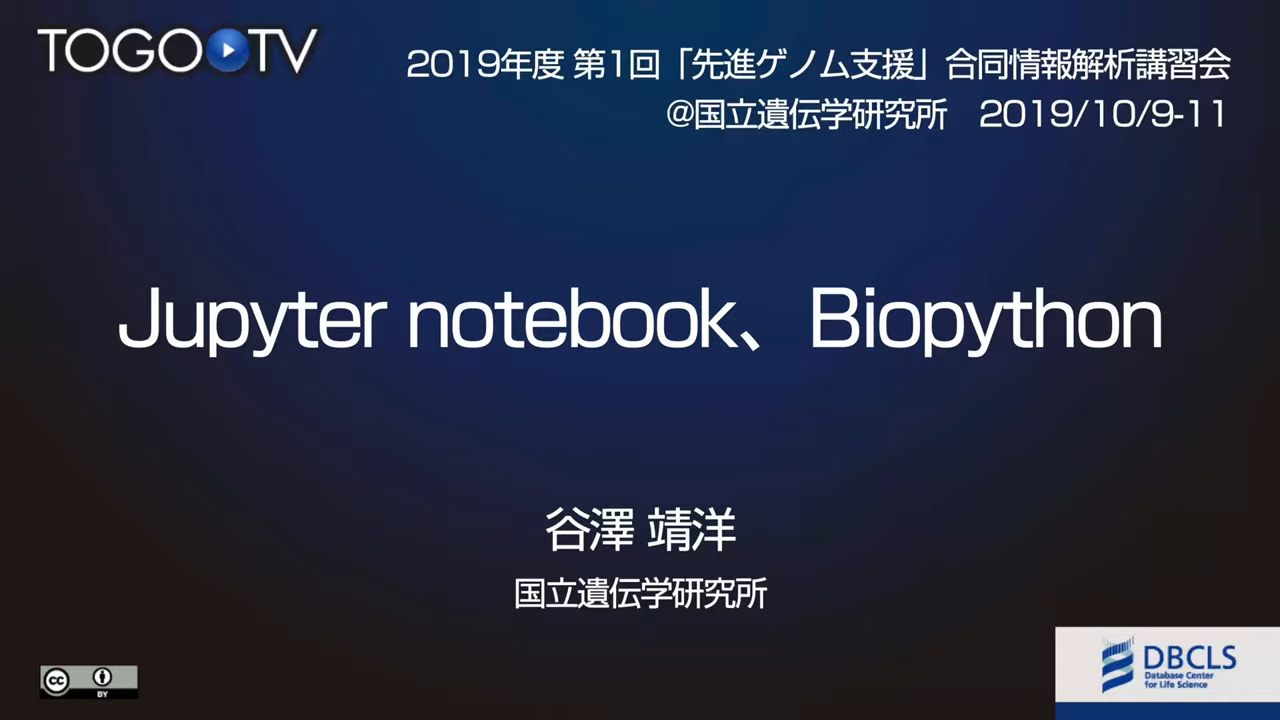 TOGO TV
2019年度 第1回「先進ゲノム支援」合同情報解析講習会
@国立遺伝学研究所 2019/10/9-11
Jupyter notebook、Biopython
谷澤 靖洋
国立遺伝学研究所
cc
BY
DBCLS
Database Center
for Life Science